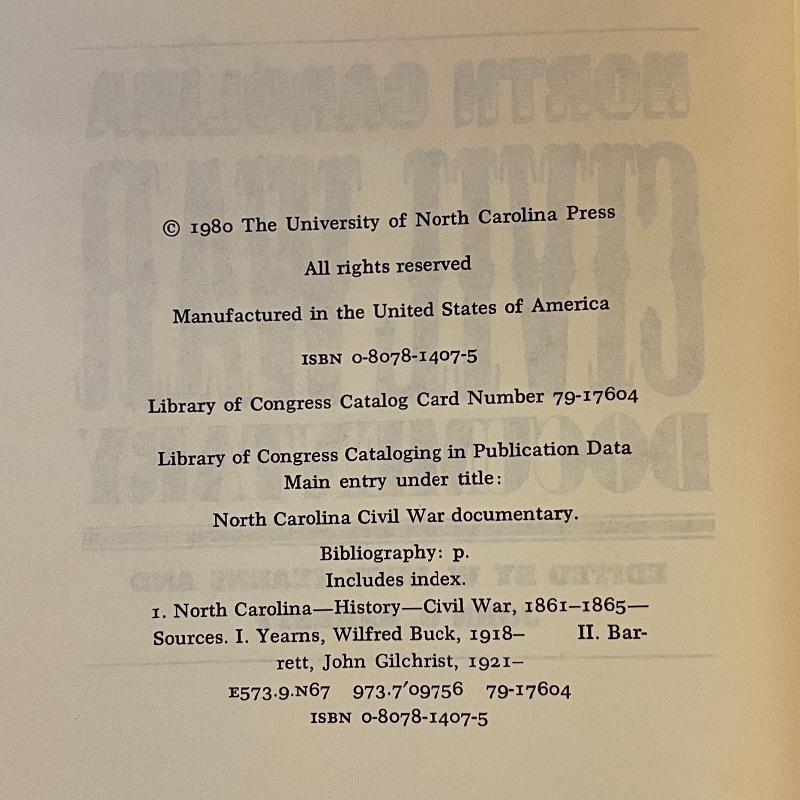 © 1980 The University of North Carolina Press
All rights reserved
Manufactured in the United States of America
ISBN 0-8078-1407-5
Library of Congress Catalog Card Number 79-17604
Library of Congress Cataloging in Publication Data
Main entry under title:
North Carolina Civil War documentary.
Bibliography: p.
Includes index.
1. North Carolina—History—Civil War, 1861–1865—
Sources. I. Yearns, Wilfred Buck, 1918– II. Bar-
rett, John Gilchrist, 1921–
E573.9.N67 973.7'09756 79-17604
ISBN 0-8078-1407-5